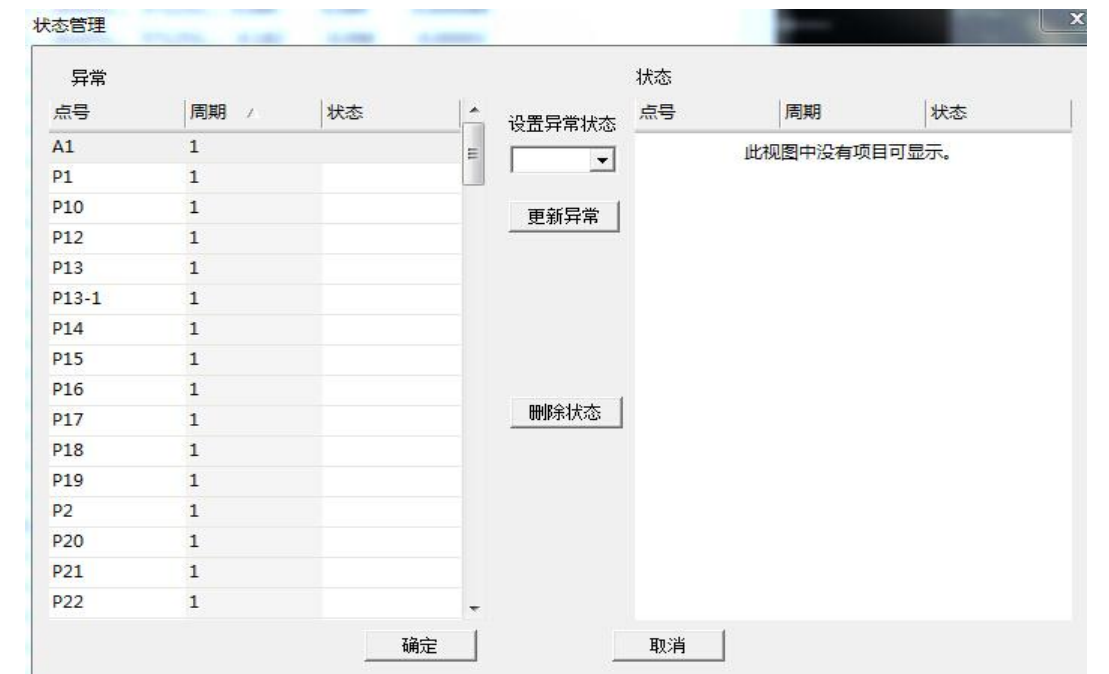 状态管理
X
异常
点号 周期 状态
A1 1
P1 1
P10 1
P12 1
P13 1
P13-1 1
P14 1
P15 1
P16 1
P17 1
P18 1
P19 1
P2 1
P20 1
P21 1
P22 1
设置异常状态
更新异常
删除状态
状态
点号 周期 状态
此视图中没有项目可显示。
确定
取消